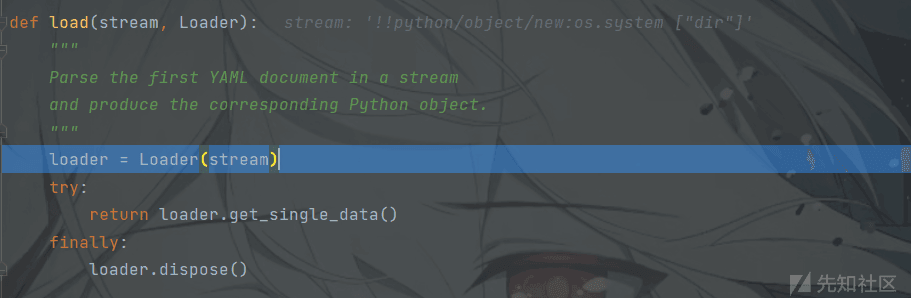 def load(stream, Loader):   stream: '!!python/object/new:os.system ["dir"]'
    """
    Parse the first YAML document in a stream
    and produce the corresponding Python object.
    """
    loader = Loader(stream)
    try:
        return loader.get_single_data()
    finally:
        loader.dispose()
先知社区